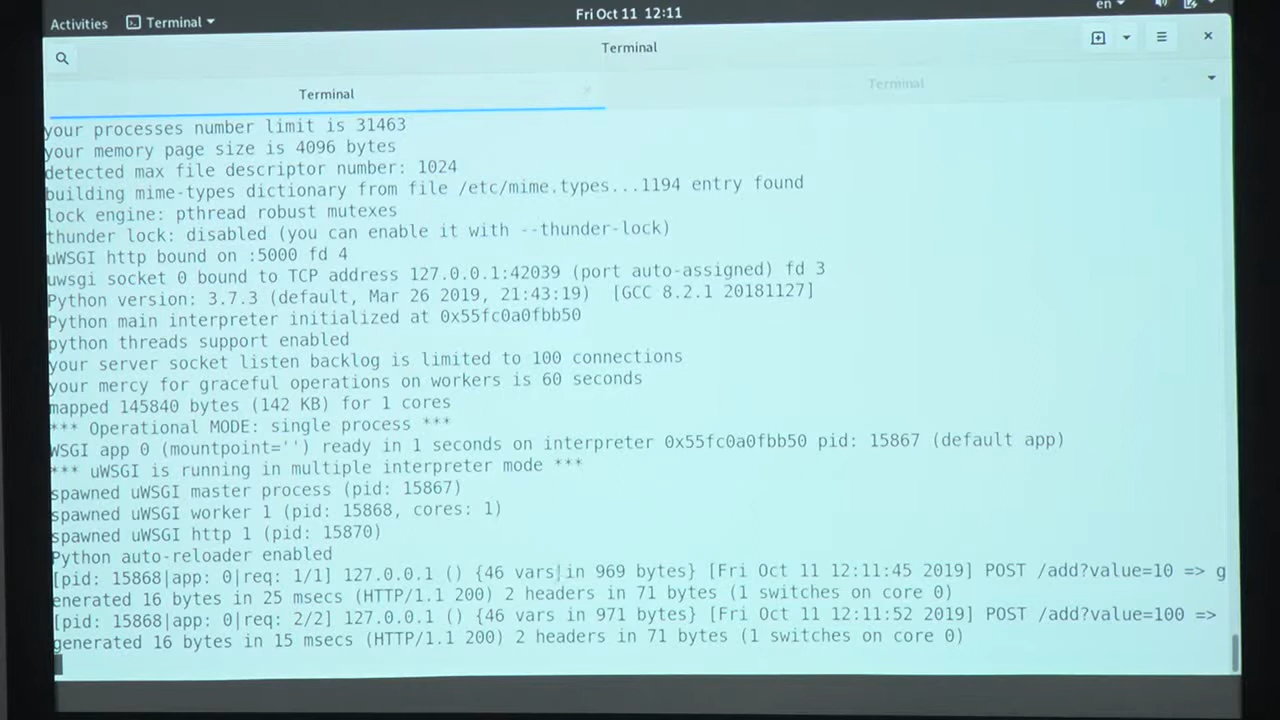 Activities Terminal Fri Oct 11 12:11 en
Terminal
Terminal Terminal
your processes number limit is 31463
your memory page size is 4096 bytes
detected max file descriptor number: 1024
building mime-types dictionary from file /etc/mime.types...1194 entry found
lock engine: pthread robust mutexes
thunder lock: disabled (you can enable it with --thunder-lock)
uWSGI http bound on :5000 fd 4
uwsgi socket 0 bound to TCP address 127.0.0.1:42039 (port auto-assigned) fd 3
Python version: 3.7.3 (default, Mar 26 2019, 21:43:19)  [GCC 8.2.1 20181127]
Python main interpreter initialized at 0x55fc0a0fbb50
python threads support enabled
your server socket listen backlog is limited to 100 connections
your mercy for graceful operations on workers is 60 seconds
mapped 145840 bytes (142 KB) for 1 cores
*** Operational MODE: single process ***
WSGI app 0 (mountpoint='') ready in 1 seconds on interpreter 0x55fc0a0fbb50 pid: 15867 (default app)
*** uWSGI is running in multiple interpreter mode ***
spawned uWSGI master process (pid: 15867)
spawned uWSGI worker 1 (pid: 15868, cores: 1)
spawned uWSGI http 1 (pid: 15870)
Python auto-reloader enabled
[pid: 15868|app: 0|req: 1/1] 127.0.0.1 () {46 vars in 969 bytes} [Fri Oct 11 12:11:45 2019] POST /add?value=10 => g
enerated 16 bytes in 25 msecs (HTTP/1.1 200) 2 headers in 71 bytes (1 switches on core 0)
[pid: 15868|app: 0|req: 2/2] 127.0.0.1 () {46 vars in 971 bytes} [Fri Oct 11 12:11:52 2019] POST /add?value=100 =>
generated 16 bytes in 15 msecs (HTTP/1.1 200) 2 headers in 71 bytes (1 switches on core 0)